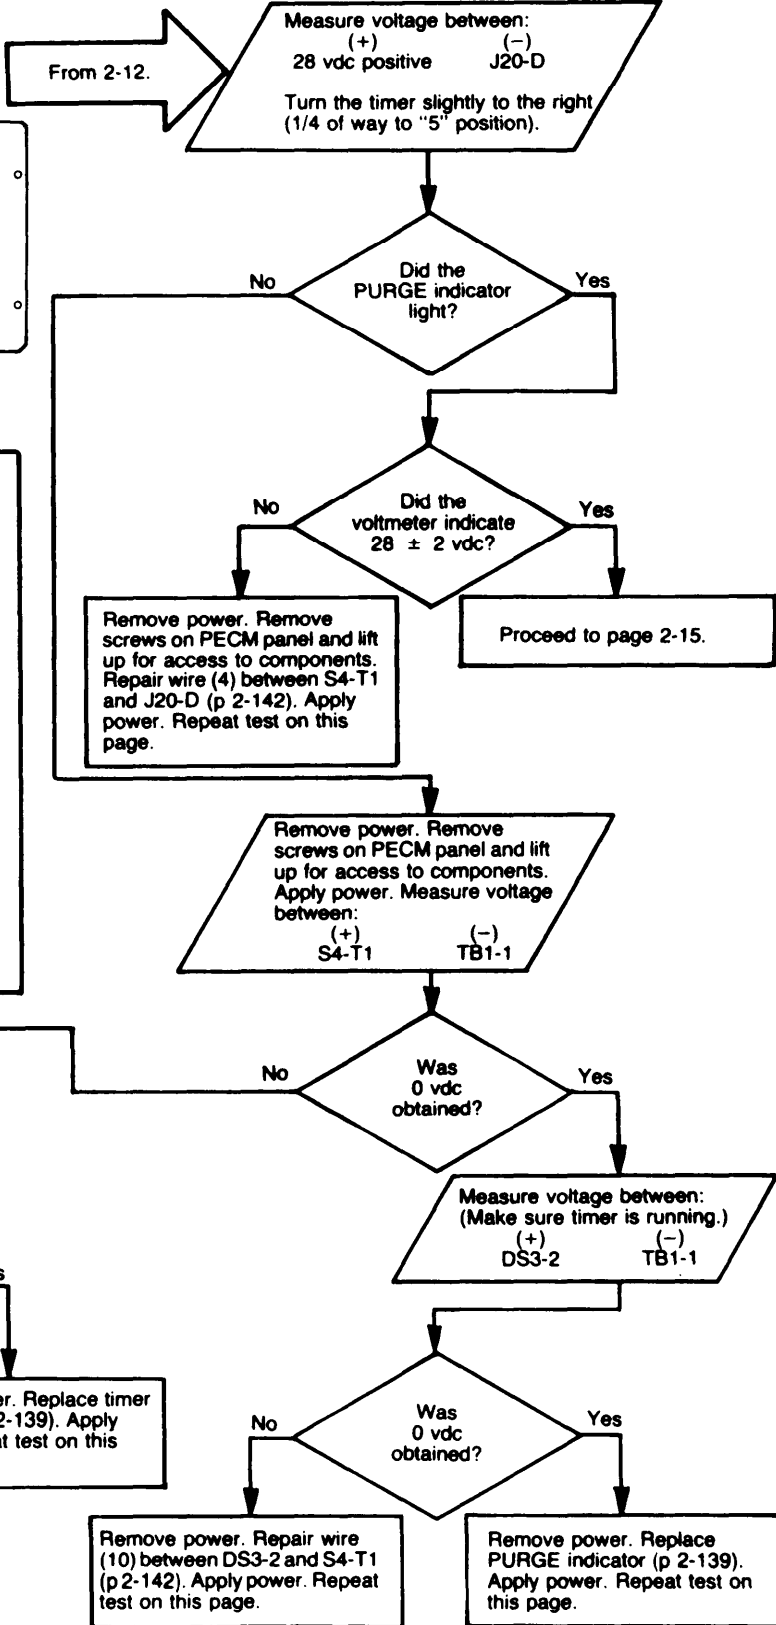 From 2-12.
Measure voltage between:
(+) (-)
28 vdc positive J20-D
Turn the timer slightly to the right
(1/4 of way to "5" position).
Did the
PURGE indicator
light?
No
Yes
Did the
voltmeter indicate
28 ± 2 vdc?
No
Yes
Remove power. Remove
screws on PECM panel and lift
up for access to components.
Repair wire (4) between S4-T1
and J20-D (p 2-142). Apply
power. Repeat test on this
page.
Proceed to page 2-15.
Remove power. Remove
screws on PECM panel and lift
up for access to components.
Apply power. Measure voltage
between:
(+) (-)
S4-T1 TB1-1
Was
0 vdc
obtained?
No
Yes
Measure voltage between:
(Make sure timer is running.)
(+) (-)
DS3-2 TB1-1
s
er. Replace timer
2-139). Apply
at test on this
Was
0 vdc
obtained?
No
Yes
Remove power. Repair wire
(10) between DS3-2 and S4-T1
(p 2-142). Apply power. Repeat
test on this page.
Remove power. Replace
PURGE indicator (p 2-139).
Apply power. Repeat test on
this page.